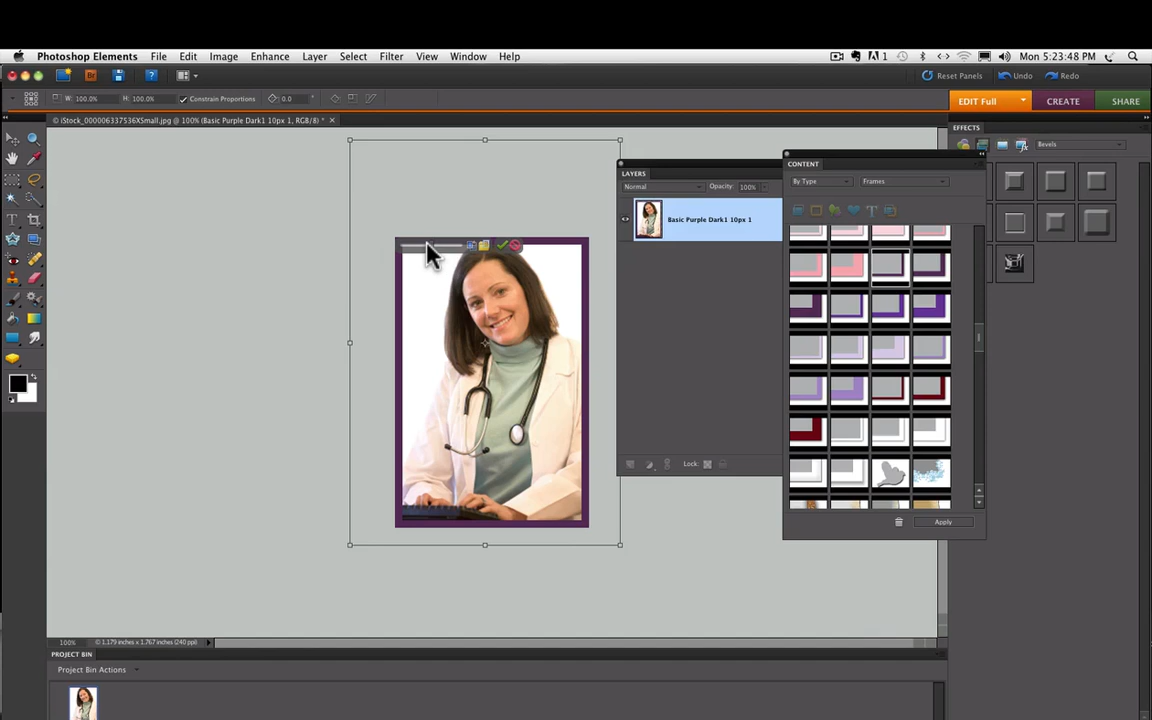 Photoshop Elements File Edit Image Enhance Layer Select Filter View Window Help 1 Mon 5:23:48 PM
Br ? Reset Panels Undo Redo
W: 100.0% H: 100.0% Constrain Proportions 0.0 EDIT Full CREATE SHARE
© iStock_000006337536XSmall.jpg @ 100% (Basic Purple Dark1 10px 1, RGB/8) *
EFFECTS
Bevels
CONTENT
By Type Frames
LAYERS
Normal Opacity: 100%
Basic Purple Dark1 10px 1
Lock:
Apply
100% © 1.179 inches x 1.767 inches (240 ppi)
PROJECT BIN
Project Bin Actions